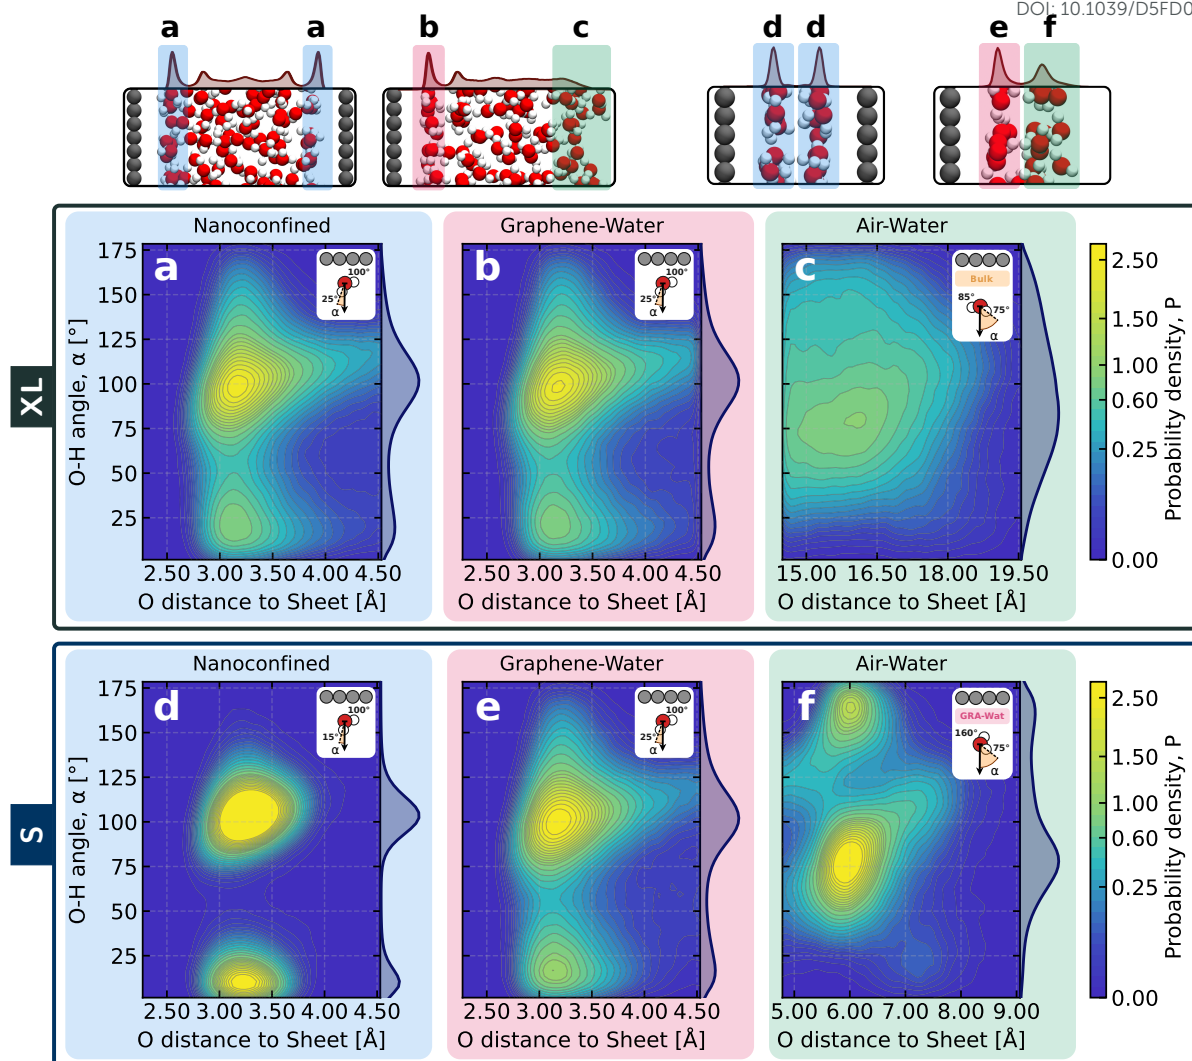 DOI: 10.1039/D5FD0
a a b c d d e f
XL
Nanoconfined Graphene-Water Air-Water
a
100°
25°
α
b
100°
25°
α
c
Bulk
85°
75°
α
O-H angle, α [°]
175
150
125
100
75
50
25
2.50 3.00 3.50 4.00 4.50
2.50 3.00 3.50 4.00 4.50
15.00 16.50 18.00 19.50
O distance to Sheet [Å] O distance to Sheet [Å] O distance to Sheet [Å]
2.50
1.50
1.00
0.60
0.25
0.00
Probability density, P
S
Nanoconfined Graphene-Water Air-Water
d
100°
15°
α
e
100°
25°
α
f
GRA-Wat
160°
75°
α
O-H angle, α [°]
175
150
125
100
75
50
25
2.50 3.00 3.50 4.00 4.50
2.50 3.00 3.50 4.00 4.50
5.00 6.00 7.00 8.00 9.00
O distance to Sheet [Å] O distance to Sheet [Å] O distance to Sheet [Å]
2.50
1.50
1.00
0.60
0.25
0.00
Probability density, P